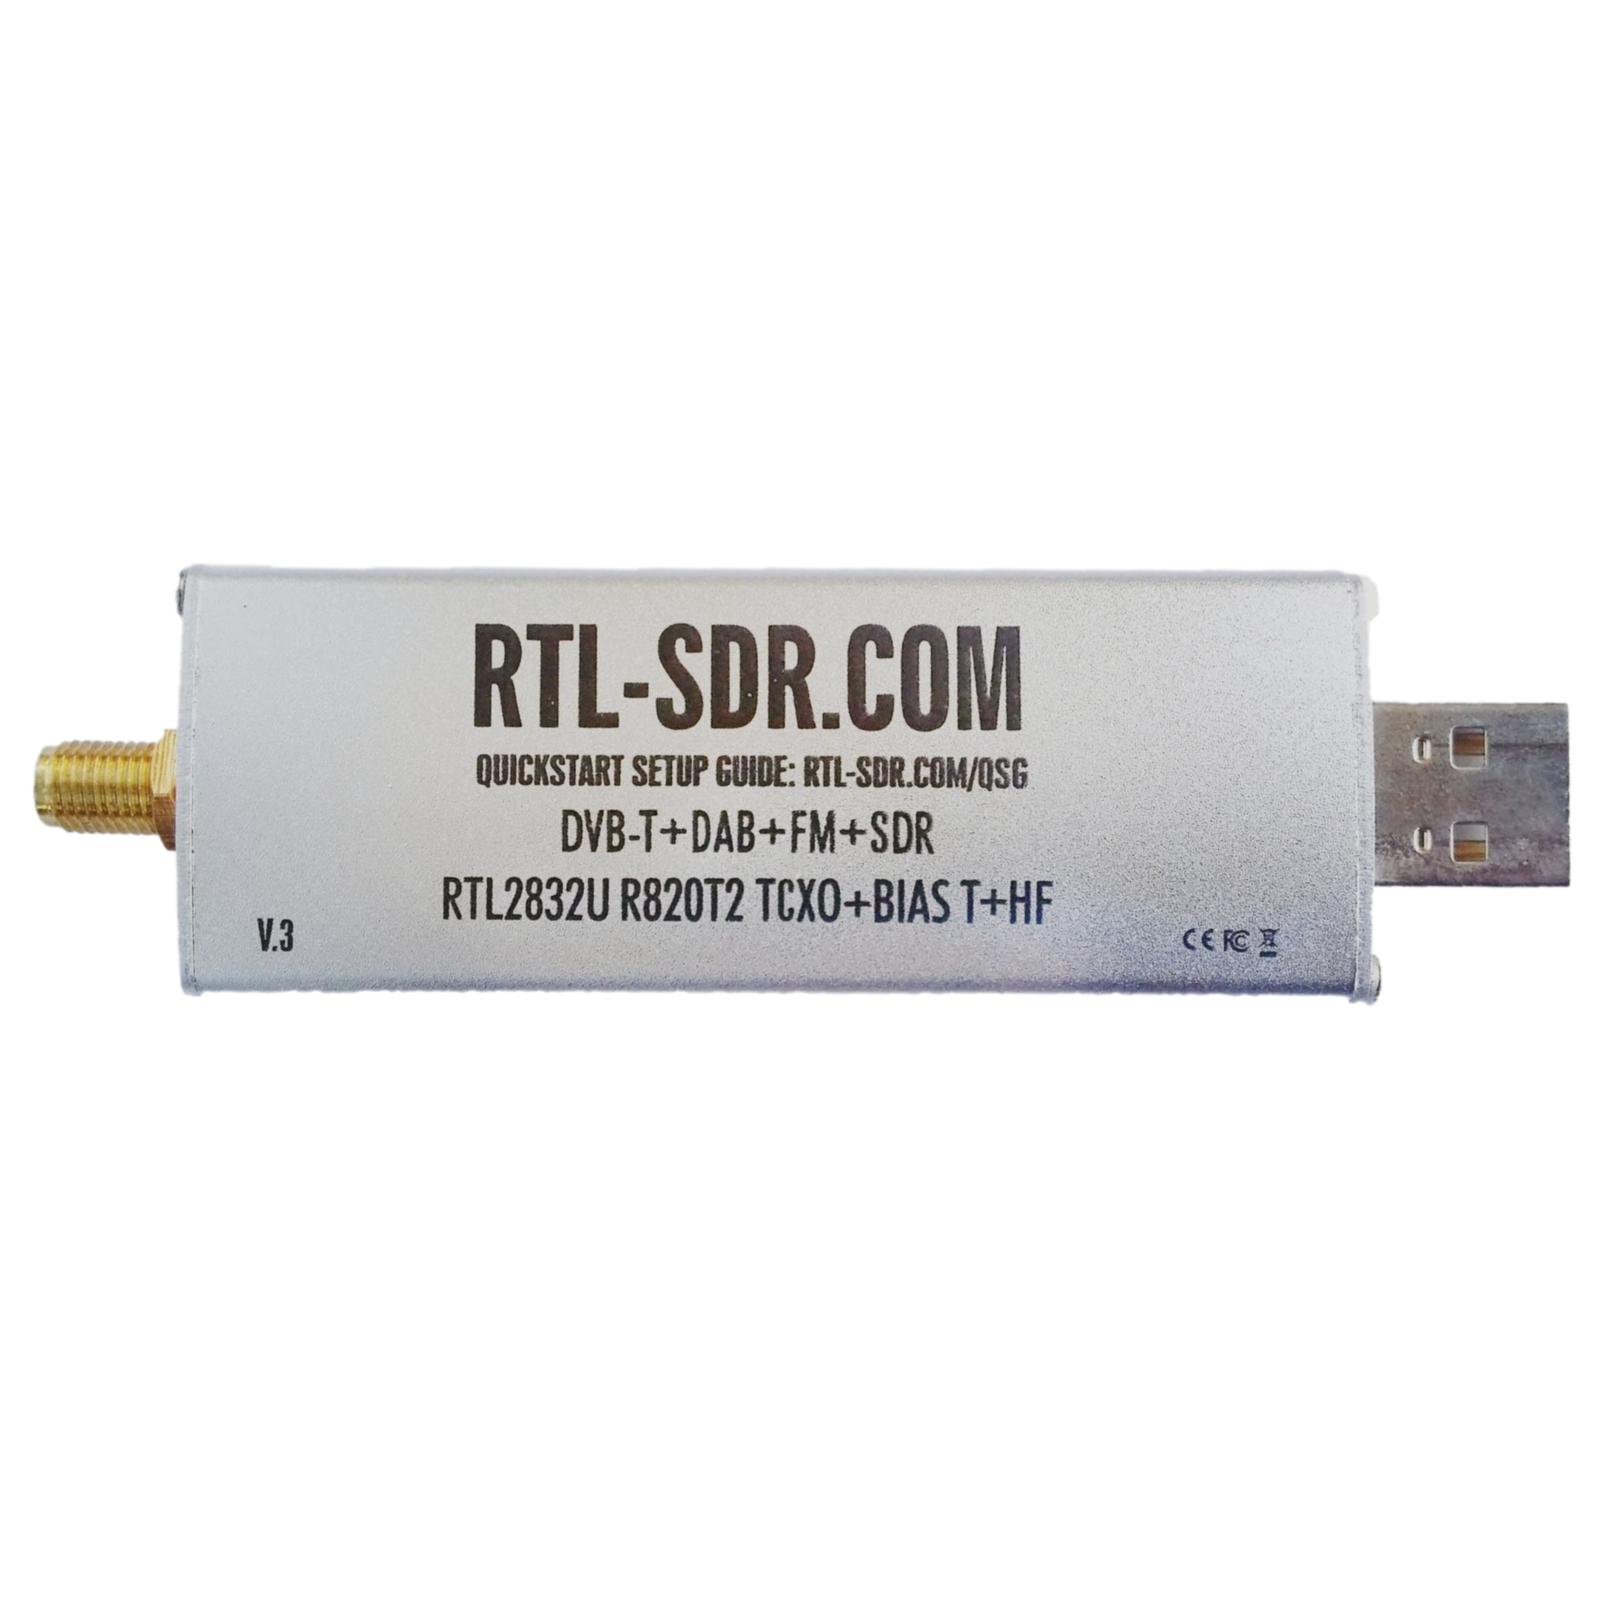 RTL-SDR.COM
QUICKSTART SETUP GUIDE: RTL-SDR.COM/QSG
DVB-T+DAB+FM+SDR
RTL2832U R820T2 TCXO+BIAS T+HF
V.3
CE FC